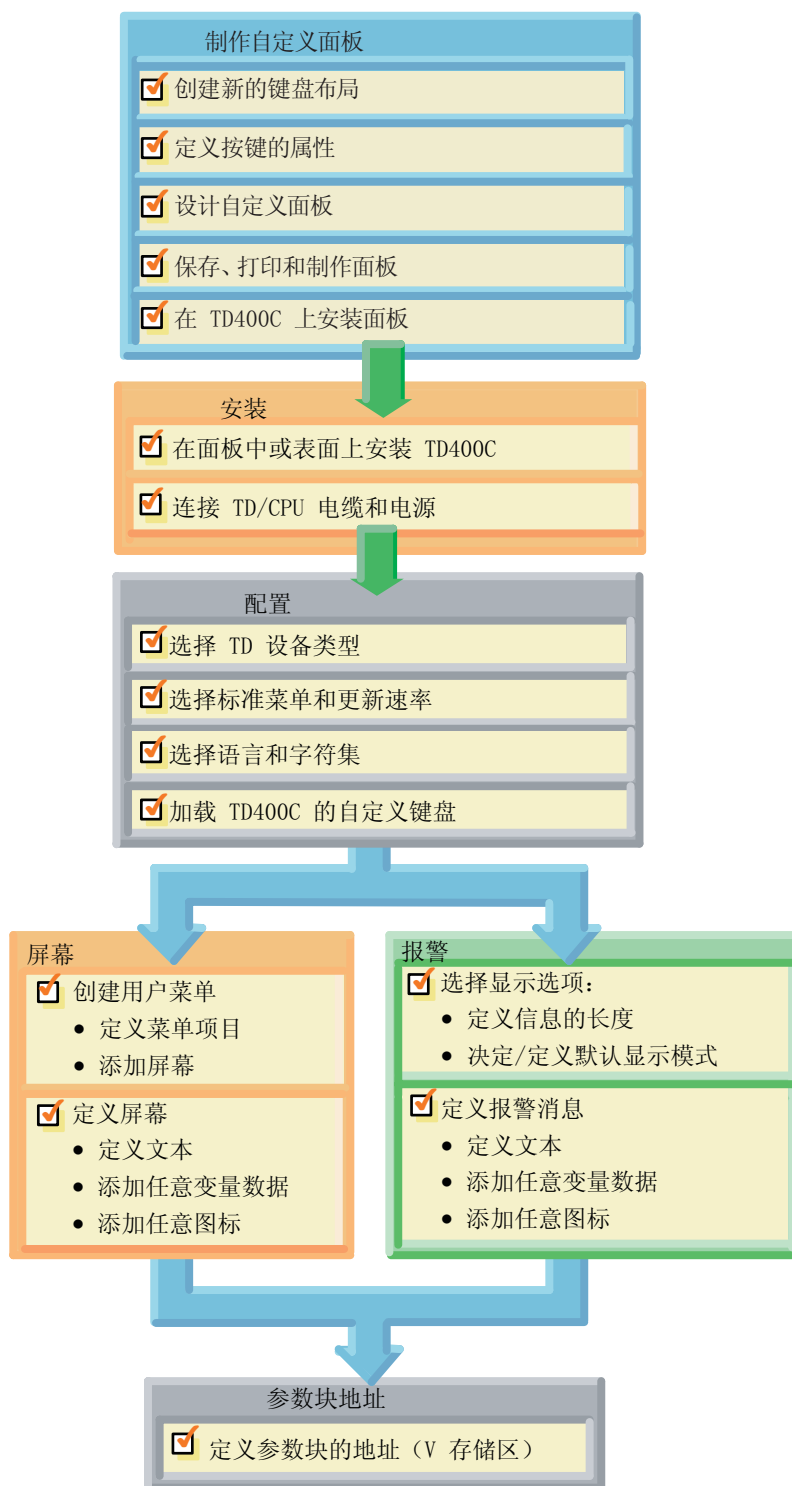 制作自定义面板
创建新的键盘布局
定义按键的属性
设计自定义面板
保存、打印和制作面板
在 TD400C 上安装面板
安装
在面板中或表面上安装 TD400C
连接 TD/CPU 电缆和电源
配置
选择 TD 设备类型
选择标准菜单和更新速率
选择语言和字符集
加载 TD400C 的自定义键盘
屏幕
创建用户菜单
• 定义菜单项目
• 添加屏幕
定义屏幕
• 定义文本
• 添加任意变量数据
• 添加任意图标
报警
选择显示选项:
• 定义信息的长度
• 决定/定义默认显示模式
定义报警消息
• 定义文本
• 添加任意变量数据
• 添加任意图标
参数块地址
定义参数块的地址（V 存储区）